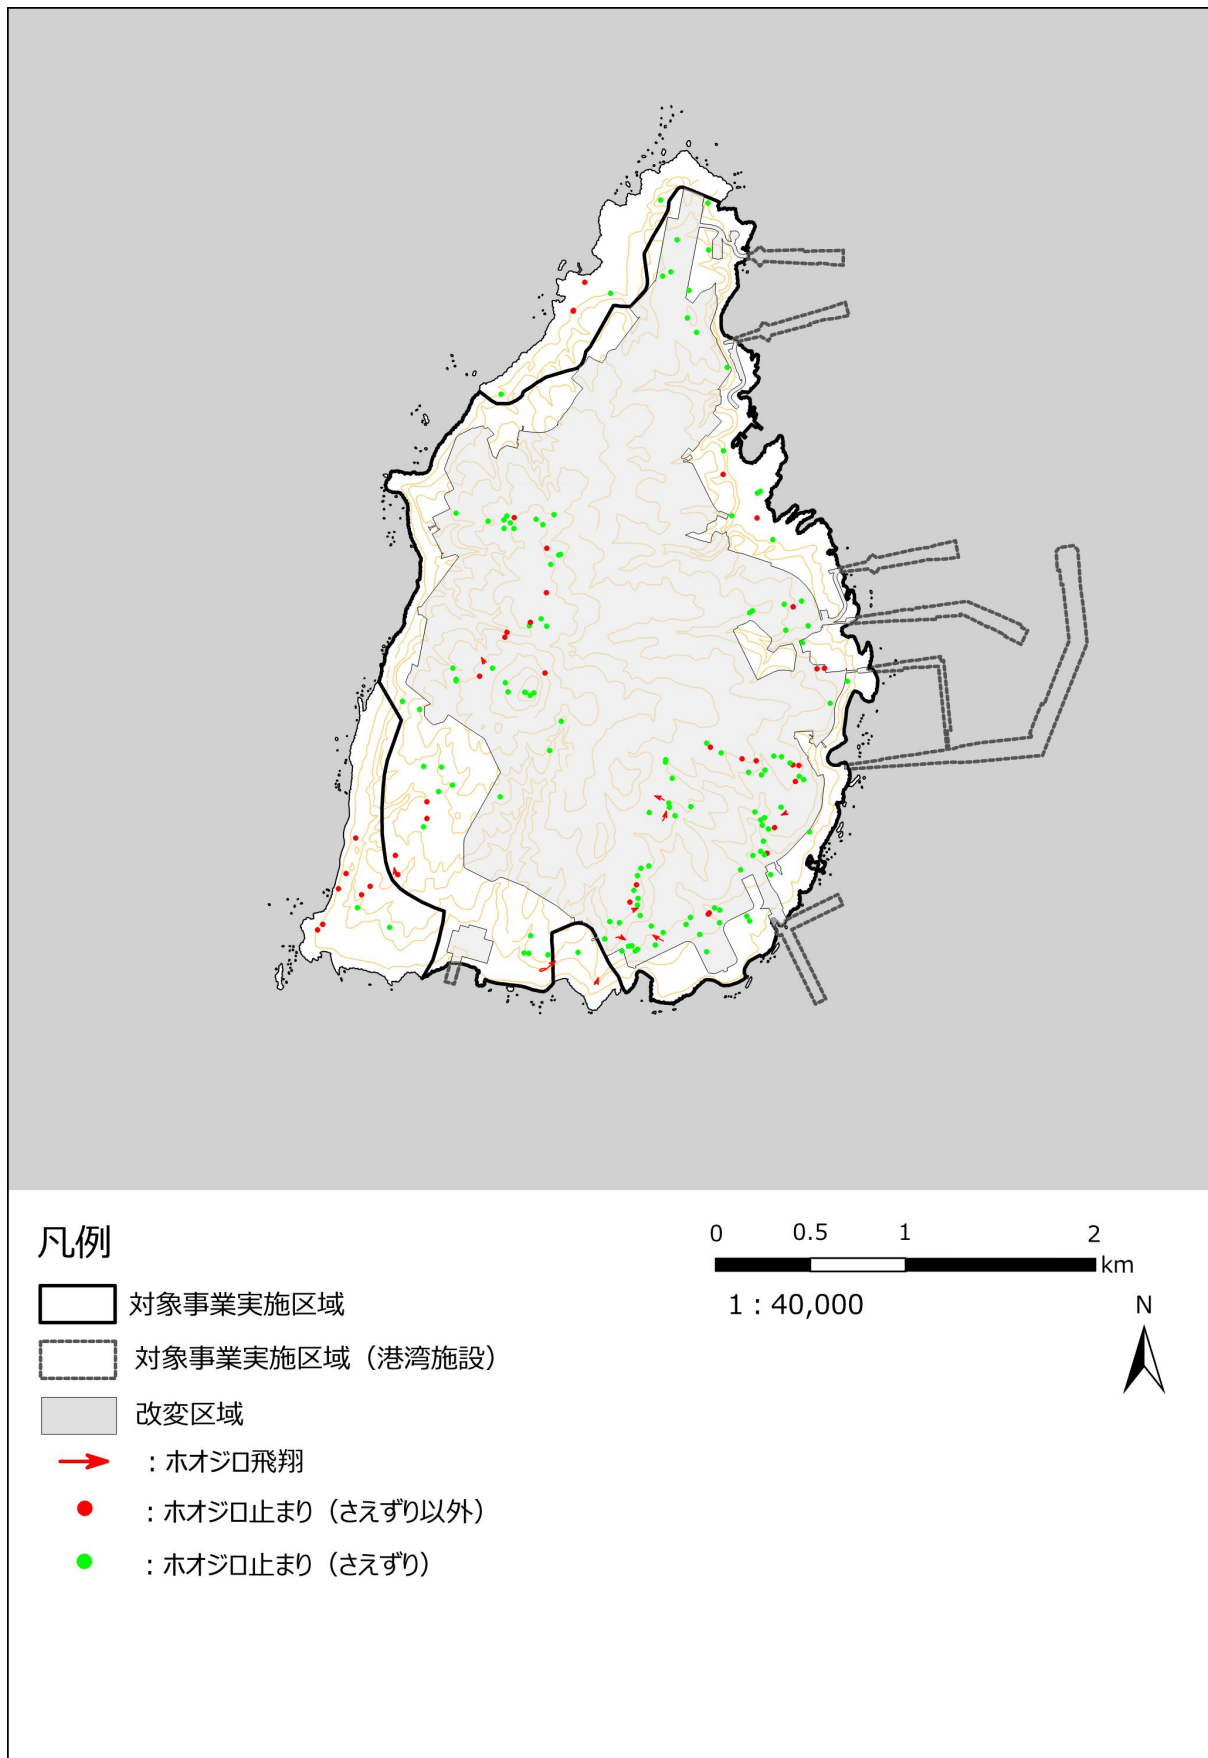 凡例
対象事業実施区域
対象事業実施区域（港湾施設）
改変区域
：ホオジロ飛翔
：ホオジロ止まり（さえずり以外）
：ホオジロ止まり（さえずり）
0 0.5 1 2
km
1：40,000
N